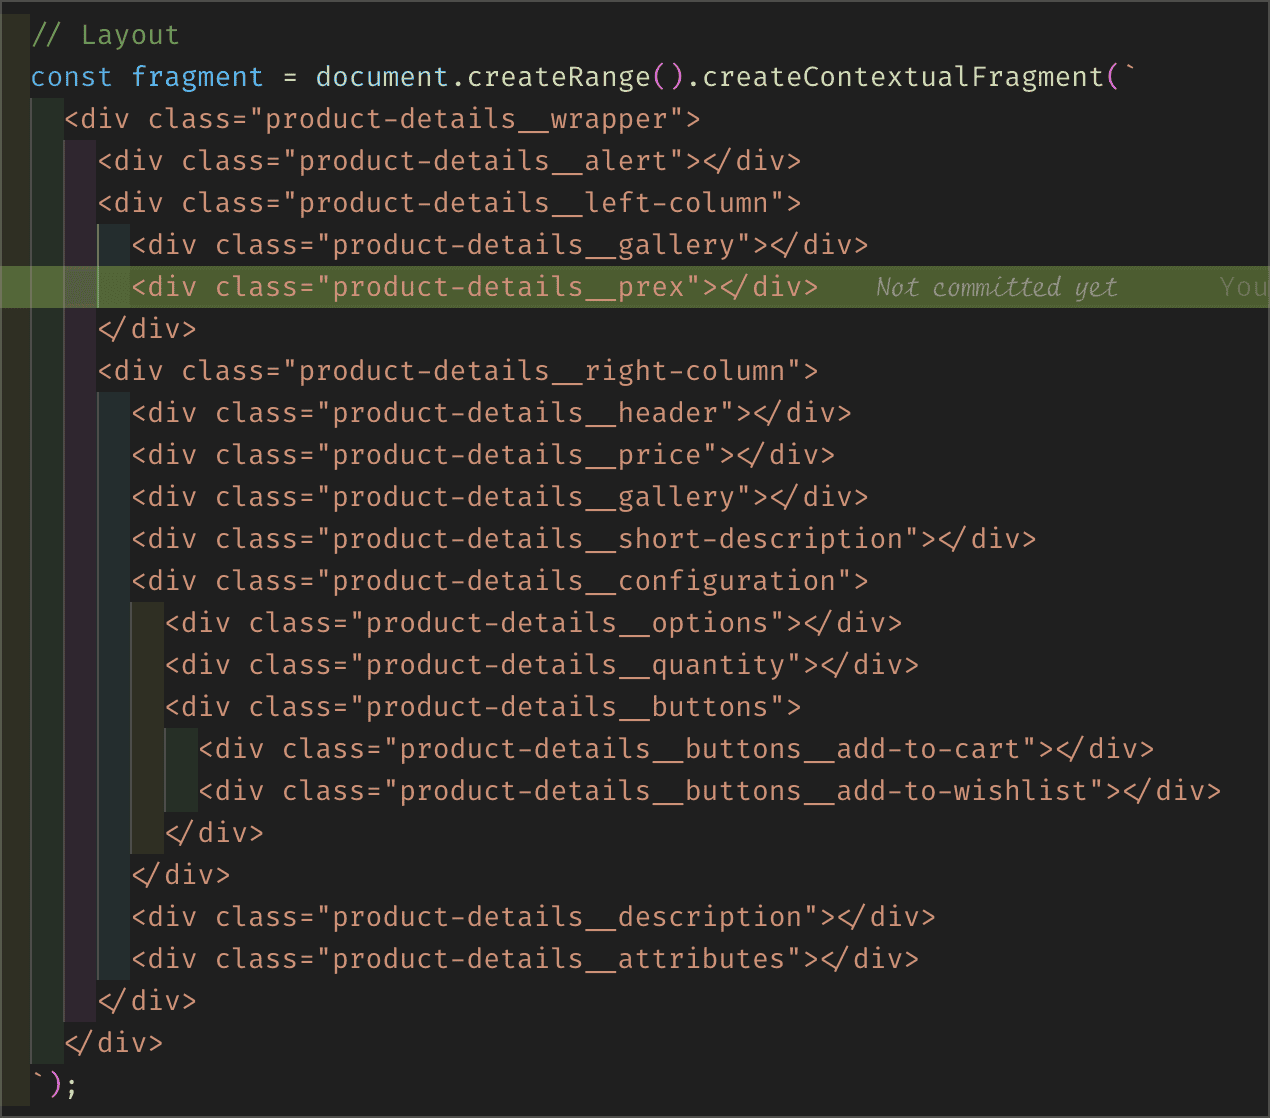 // Layout
const fragment = document.createRange().createContextualFragment(`
<div class="product-details__wrapper">
<div class="product-details__alert"></div>
<div class="product-details__left-column">
<div class="product-details__gallery"></div>
<div class="product-details__prex"></div> Not committed yet You
</div>
<div class="product-details__right-column">
<div class="product-details__header"></div>
<div class="product-details__price"></div>
<div class="product-details__gallery"></div>
<div class="product-details__short-description"></div>
<div class="product-details__configuration">
<div class="product-details__options"></div>
<div class="product-details__quantity"></div>
<div class="product-details__buttons">
<div class="product-details__buttons__add-to-cart"></div>
<div class="product-details__buttons__add-to-wishlist"></div>
</div>
</div>
<div class="product-details__description"></div>
<div class="product-details__attributes"></div>
</div>
</div>
`);